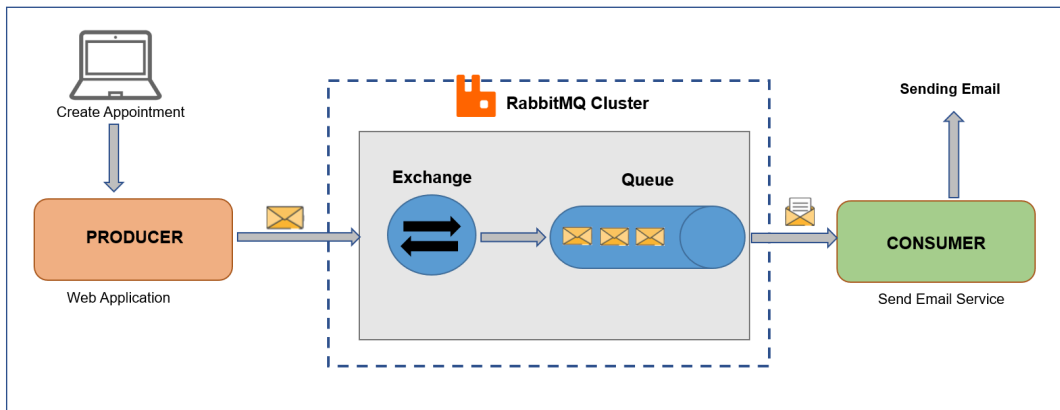 Create Appointment
PRODUCER
Web Application
RabbitMQ Cluster
Exchange
Queue
Sending Email
CONSUMER
Send Email Service